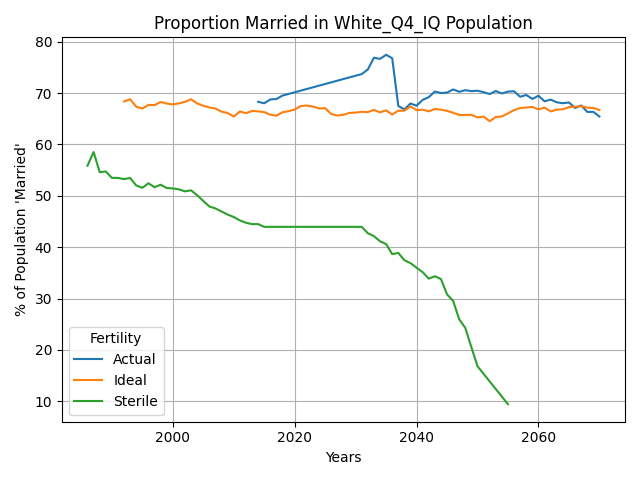 Proportion Married in White_Q4_IQ Population
% of Population 'Married'
80
70
60
50
40
30
20
10
Fertility
Actual
Ideal
Sterile
2000 2020 2040 2060
Years